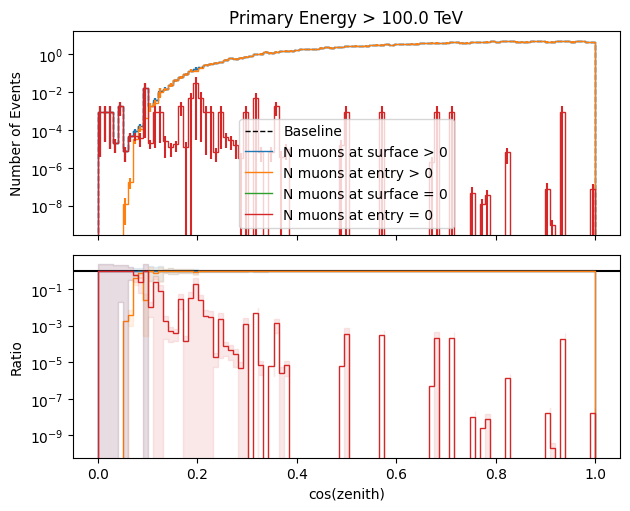 Primary Energy > 100.0 TeV
Number of Events
10^0
10^-2
10^-4
10^-6
10^-8
Baseline
N muons at surface > 0
N muons at entry > 0
N muons at surface = 0
N muons at entry = 0
Ratio
10^-1
10^-3
10^-5
10^-7
10^-9
0.0 0.2 0.4 0.6 0.8 1.0
cos(zenith)